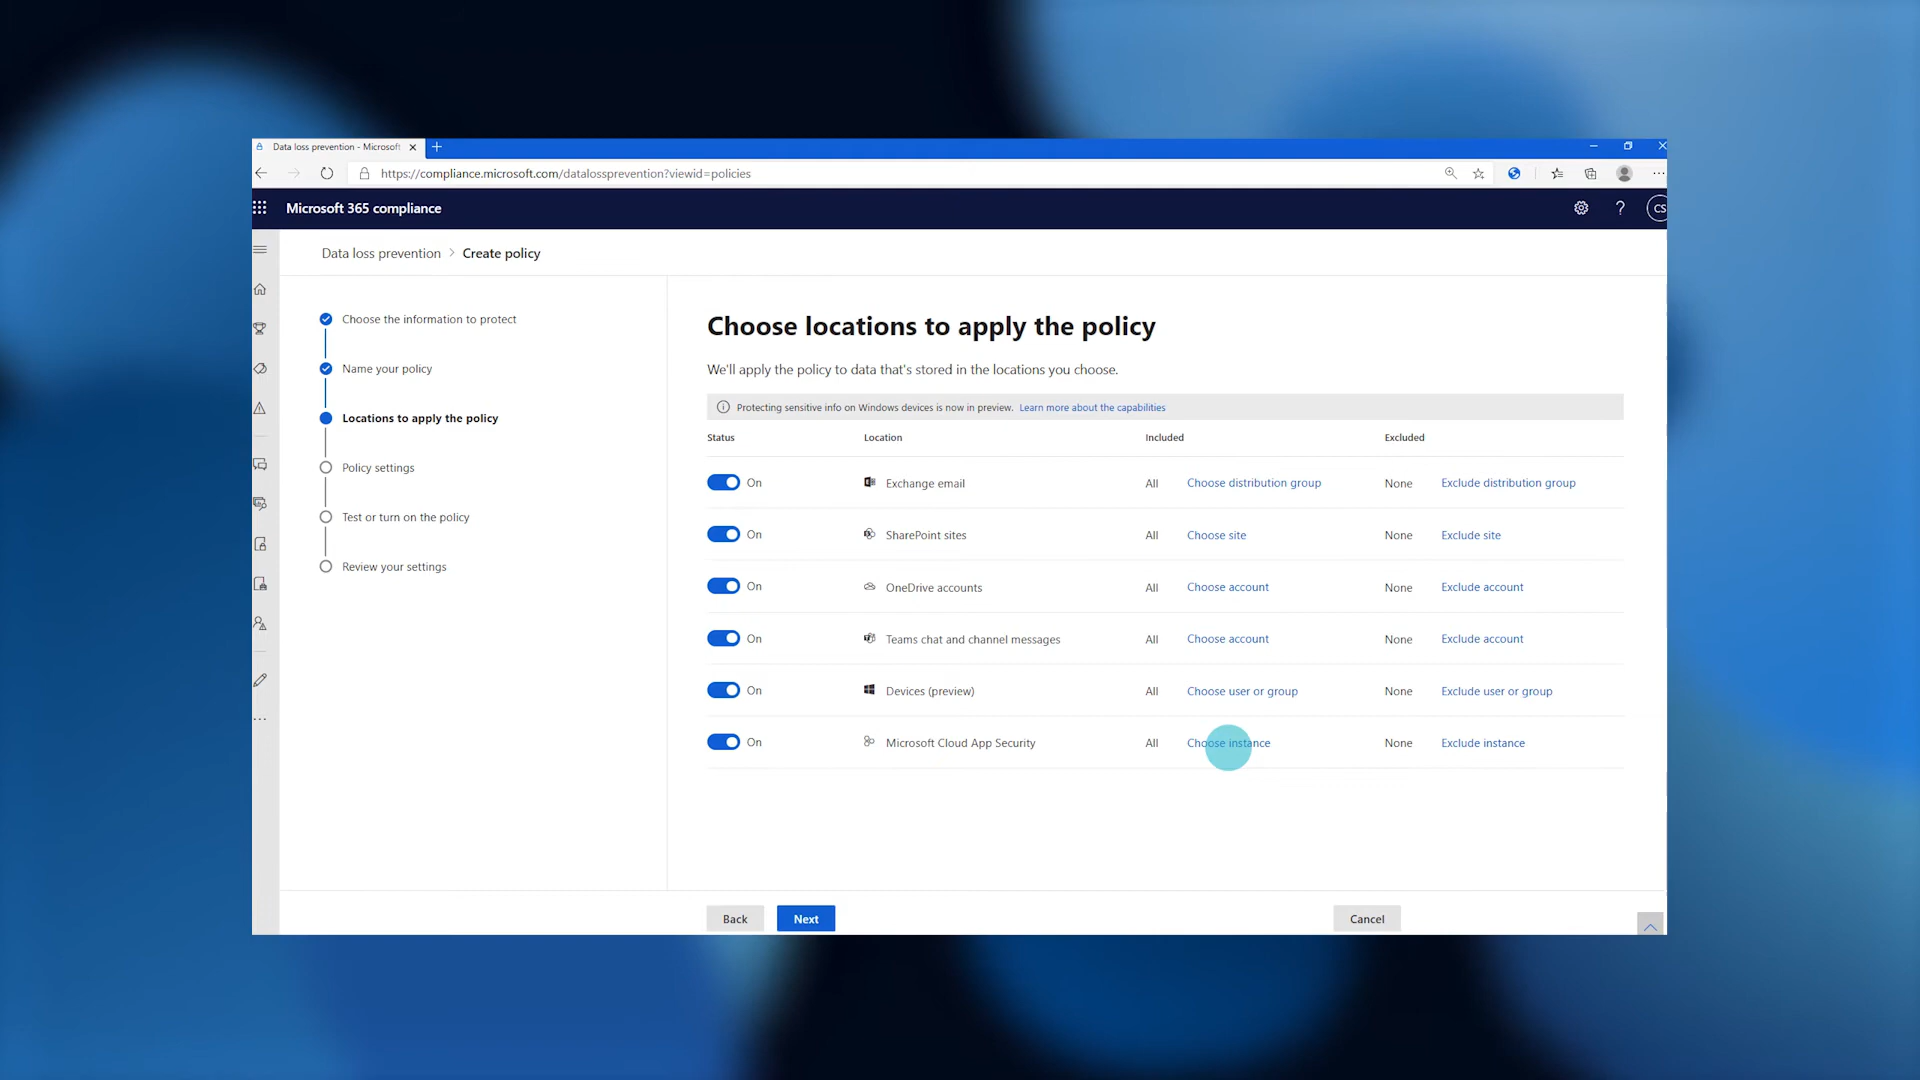 Data loss prevention - Microsoft
https://compliance.microsoft.com/datalossprevention?viewid=policies
Microsoft 365 compliance
? CS
Data loss prevention > Create policy
Choose the information to protect
Name your policy
Locations to apply the policy
Policy settings
Test or turn on the policy
Review your settings
Choose locations to apply the policy
We'll apply the policy to data that's stored in the locations you choose.
Protecting sensitive info on Windows devices is now in preview. Learn more about the capabilities
Status Location Included Excluded
On Exchange email All Choose distribution group None Exclude distribution group
On SharePoint sites All Choose site None Exclude site
On OneDrive accounts All Choose account None Exclude account
On Teams chat and channel messages All Choose account None Exclude account
On Devices (preview) All Choose user or group None Exclude user or group
On Microsoft Cloud App Security All Choose instance None Exclude instance
Back Next Cancel